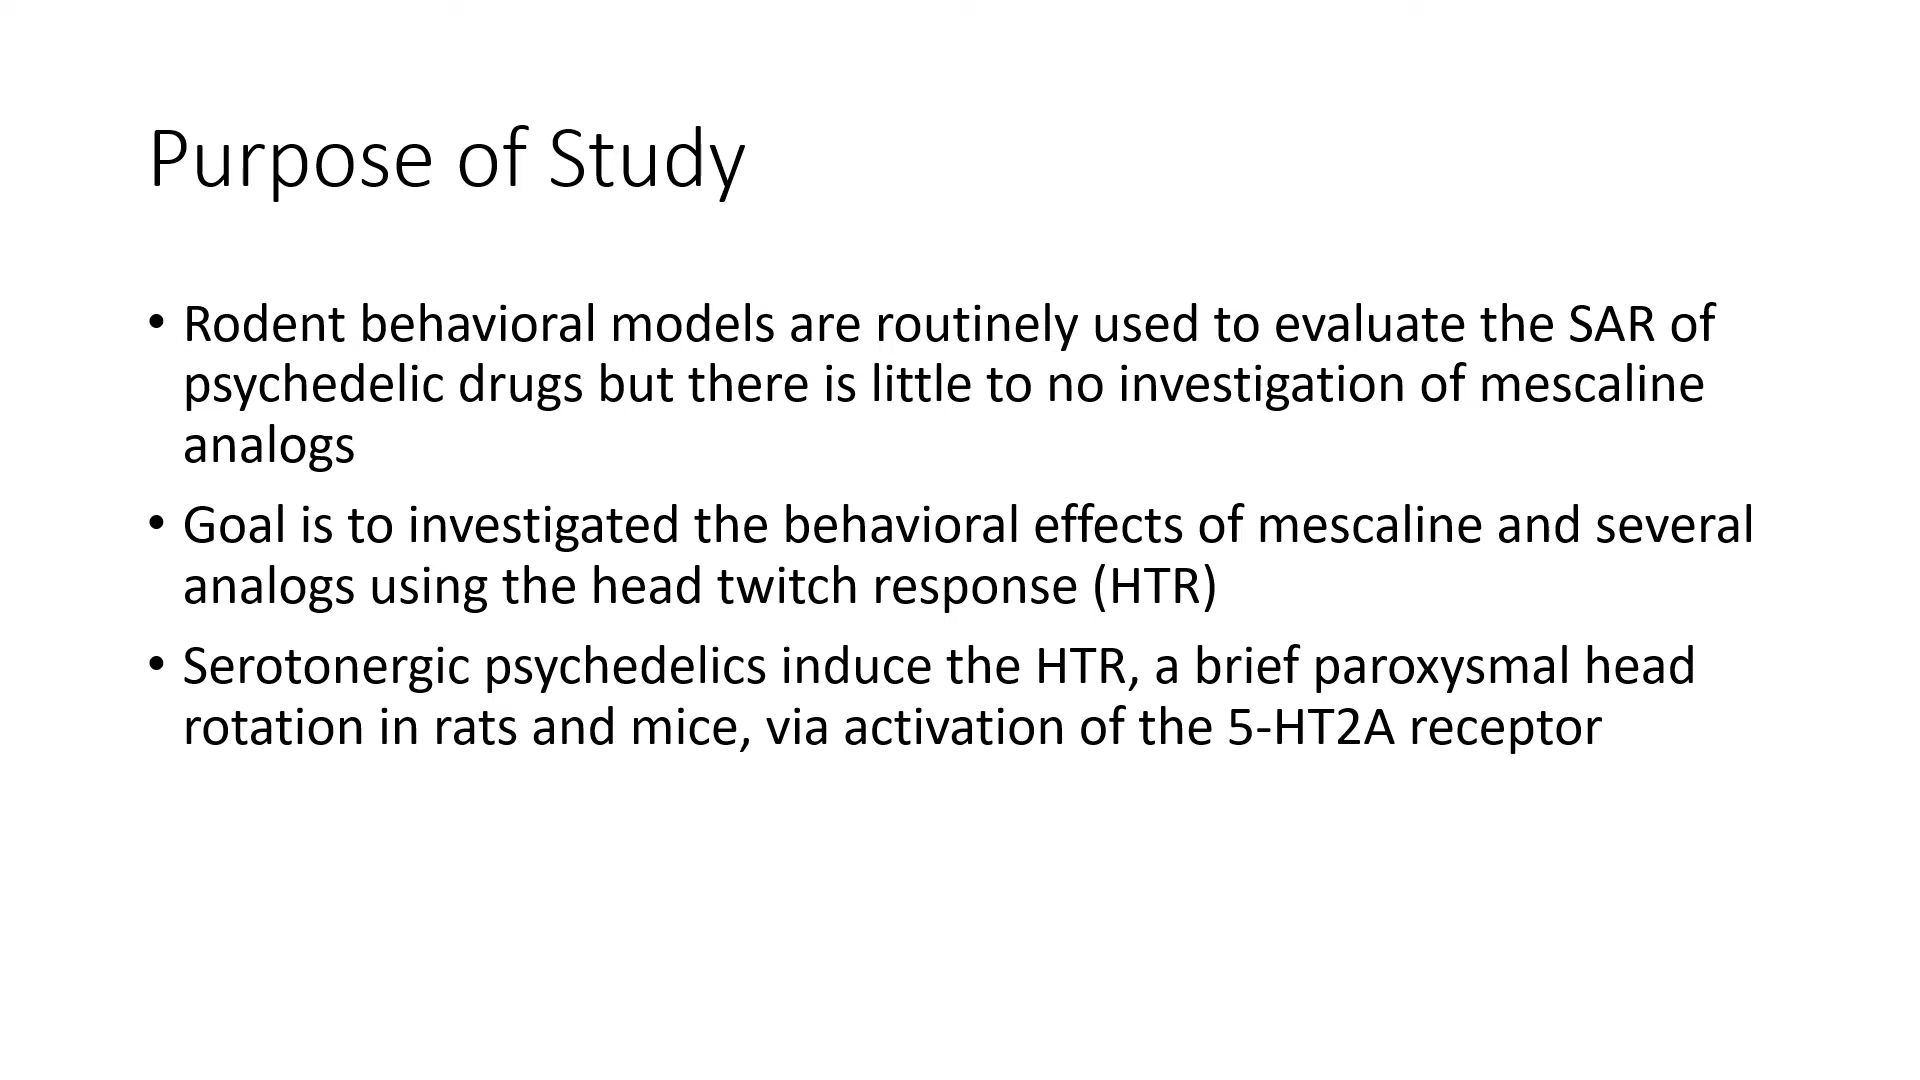 Purpose of Study
• Rodent behavioral models are routinely used to evaluate the SAR of
psychedelic drugs but there is little to no investigation of mescaline
analogs
• Goal is to investigated the behavioral effects of mescaline and several
analogs using the head twitch response (HTR)
• Serotonergic psychedelics induce the HTR, a brief paroxysmal head
rotation in rats and mice, via activation of the 5-HT2A receptor